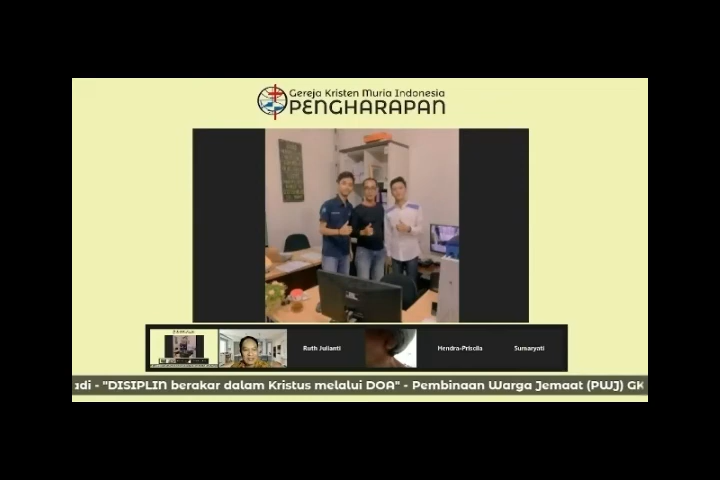 Gereja Kristen Muria Indonesia
PENGHARAPAN
Ruth Julianti
Hendra-Priscila
Sumaryati
adi - "DISIPLIN berakar dalam Kristus melalui DOA" - Pembinaan Warga Jemaat (PWJ) GK